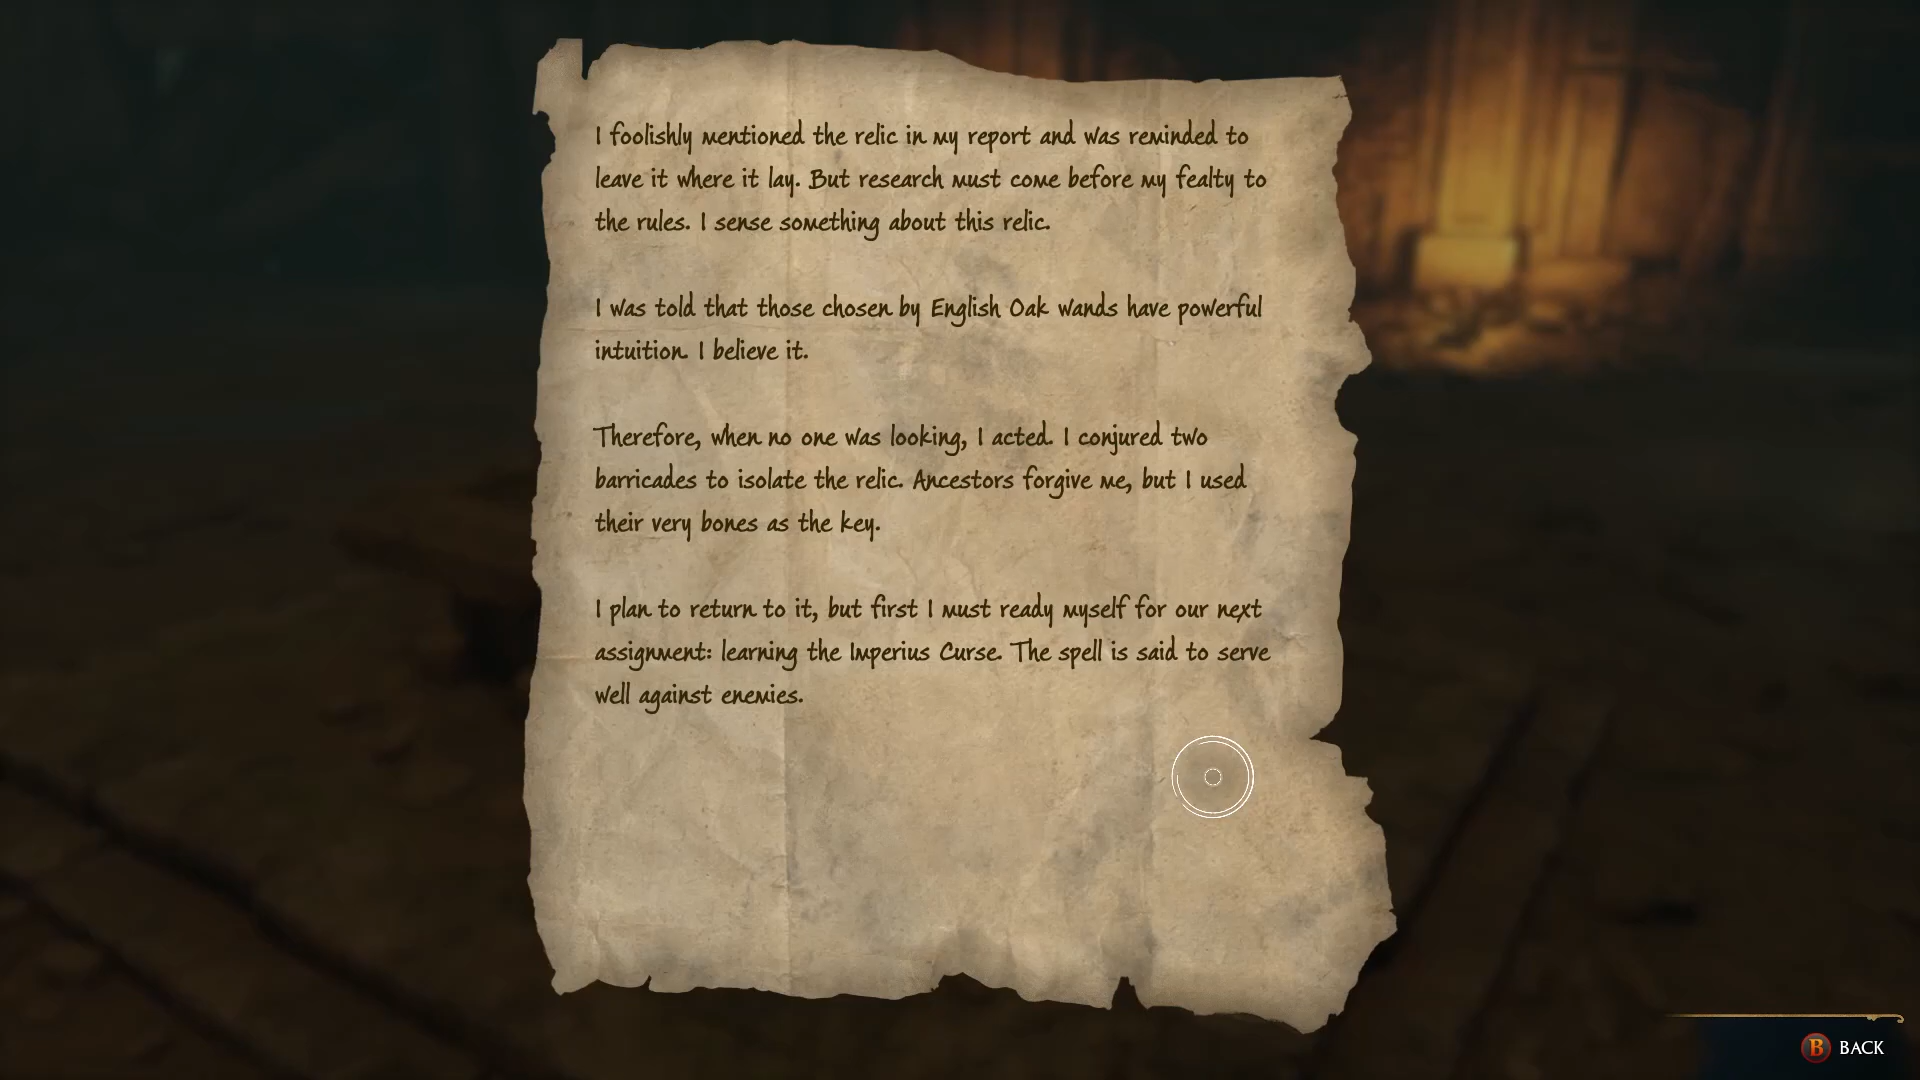 I foolishly mentioned the relic in my report and was reminded to
leave it where it lay. But research must come before my fealty to
the rules. I sense something about this relic.
I was told that those chosen by English Oak wands have powerful
intuition. I believe it.
Therefore, when no one was looking, I acted. I conjured two
barricades to isolate the relic. Ancestors forgive me, but I used
their very bones as the key.
I plan to return to it, but first I must ready myself for our next
assignment: learning the Imperius Curse. The spell is said to serve
well against enemies.
B BACK